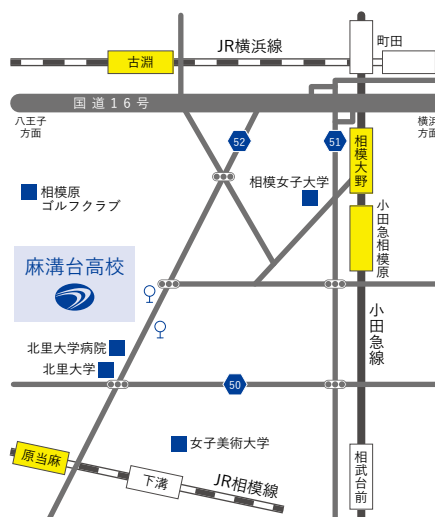 JR横浜線
町田
古淵
国道16号
八王子
方面
横浜
方面
52
51
相模大野
相模女子大学
相模原
ゴルフクラブ
小田急相模原
麻溝台高校
小田急線
北里大学病院
北里大学
50
女子美術大学
原当麻
下溝
JR相模線
相武台前